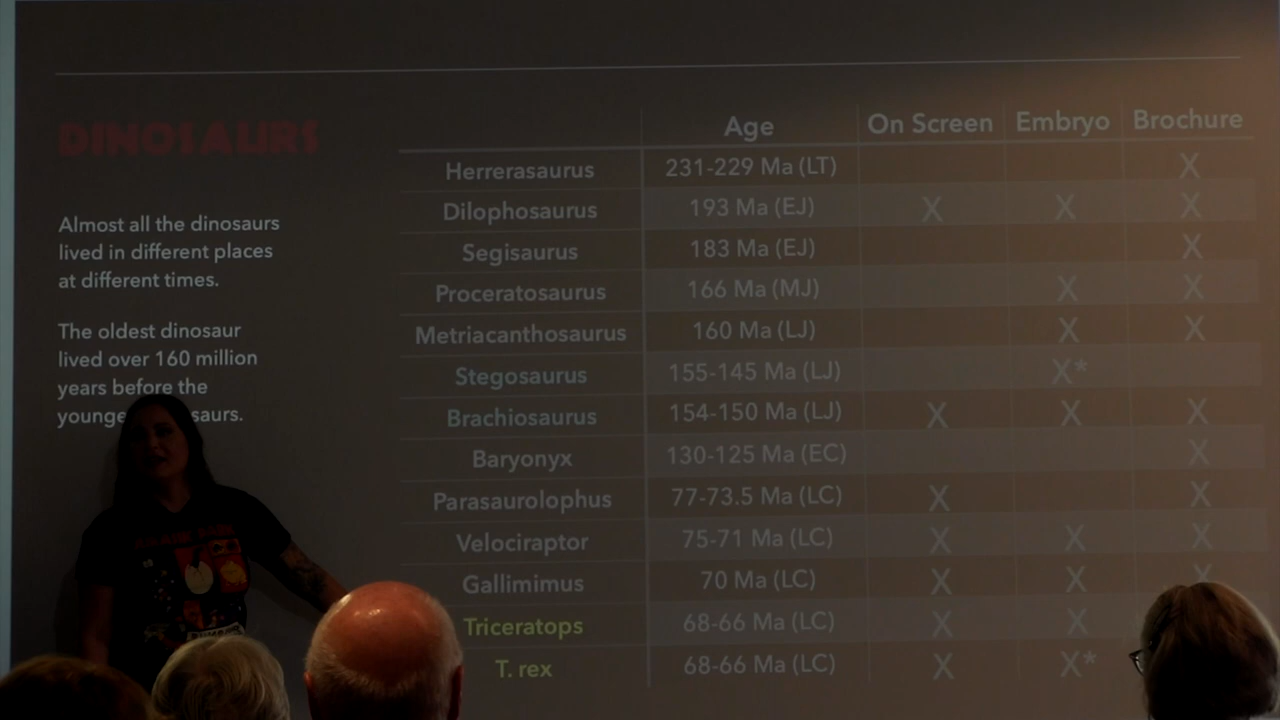 DINOSAURS
Almost all the dinosaurs
lived in different places
at different times.
The oldest dinosaur
lived over 160 million
years before the
Age On Screen Embryo Brochure
Herrerasaurus 231-229 Ma (LT) X
Dilophosaurus 193 Ma (EJ) X X X
Segisaurus 183 Ma (EJ) X
Proceratosaurus 166 Ma (MJ) X X
Metriacanthosaurus 160 Ma (LJ) X X
Stegosaurus 155-145 Ma (LJ) X*
Brachiosaurus 154-150 Ma (LJ) X X X
Baryonyx 130-125 Ma (EC) X
Parasaurolophus 77-73.5 Ma (LC) X X
Velociraptor 75-71 Ma (LC) X X X
Gallimimus 70 Ma (LC) X X X
Triceratops 68-66 Ma (LC) X X
T. rex 68-66 Ma (LC) X X*